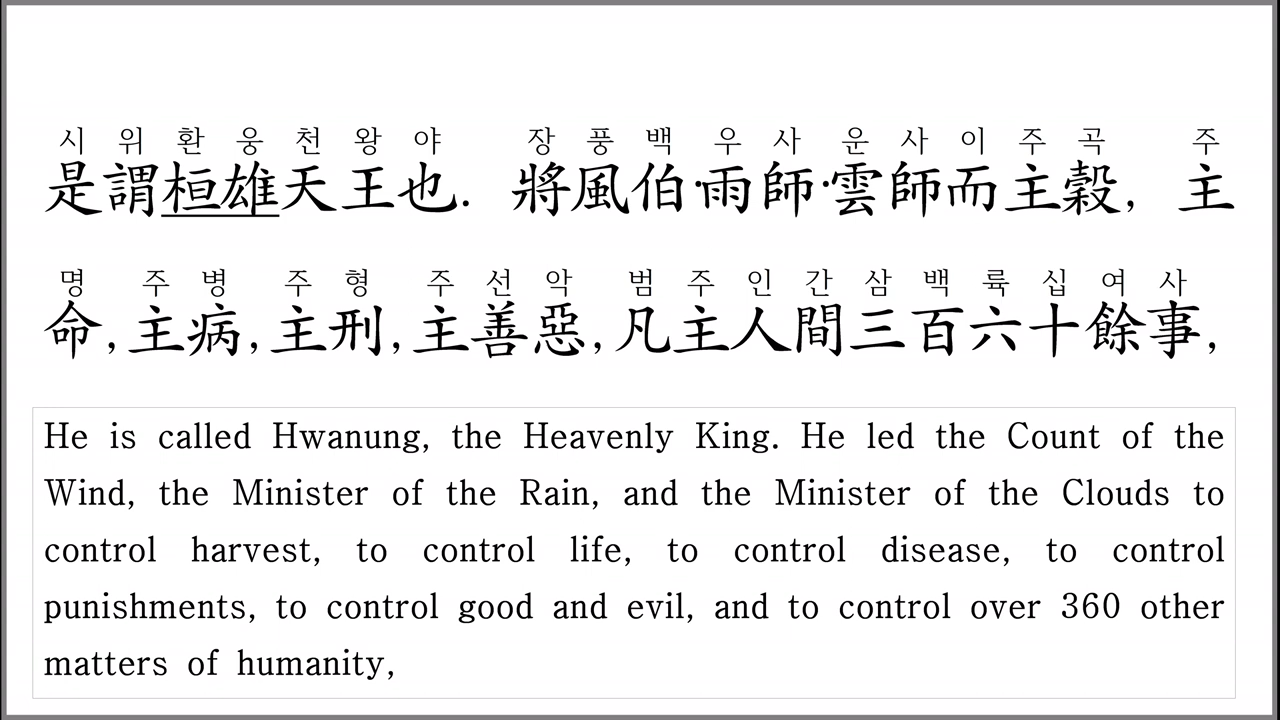 시 위 환 웅 천 왕 야 장 풍 백 우 사 운 사 이 주 곡 주
是謂桓雄天王也. 將風伯·雨師·雲師而主穀, 主
명 주 병 주 형 주 선 악 범 주 인 간 삼 백 륙 십 여 사
命,主病,主刑,主善惡,凡主人間三百六十餘事,
He is called Hwanung, the Heavenly King. He led the Count of the
Wind, the Minister of the Rain, and the Minister of the Clouds to
control harvest, to control life, to control disease, to control
punishments, to control good and evil, and to control over 360 other
matters of humanity,